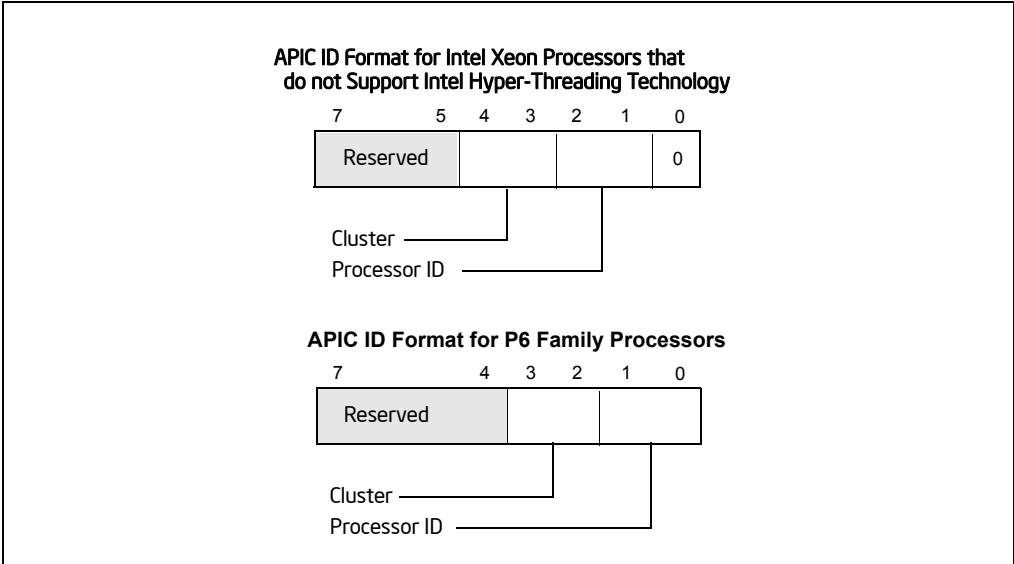 APIC ID Format for Intel Xeon Processors that
do not Support Intel Hyper-Threading Technology
7 5 4 3 2 1 0
Reserved 0
Cluster
Processor ID
APIC ID Format for P6 Family Processors
7 4 3 2 1 0
Reserved
Cluster
Processor ID